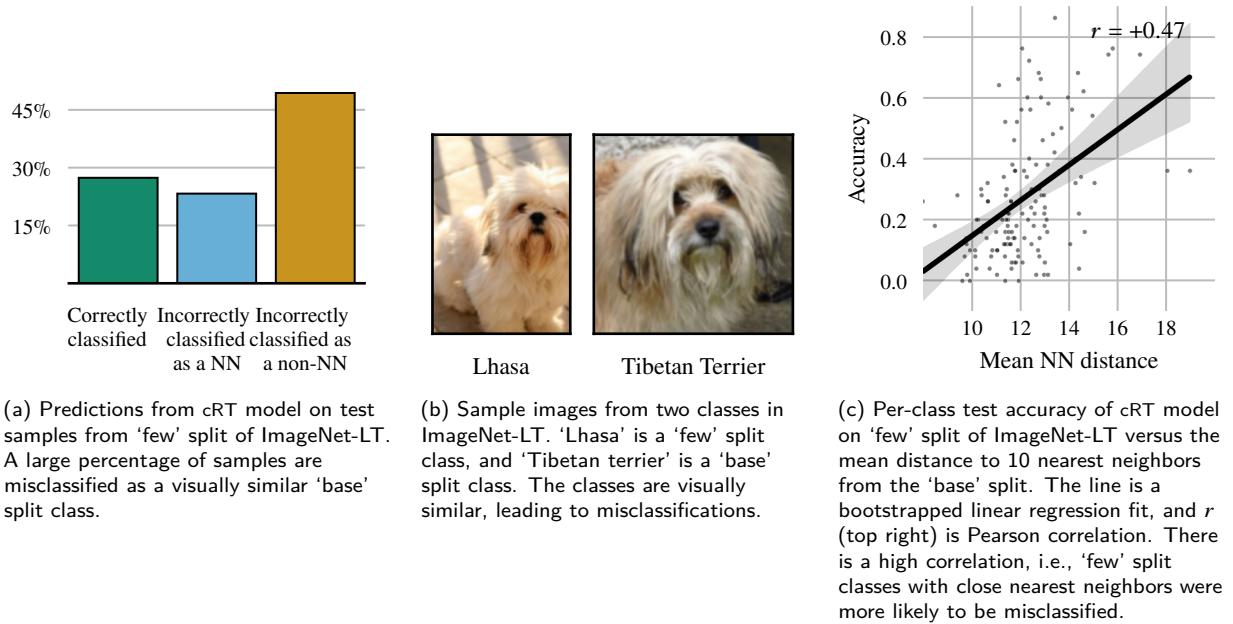 45%
30%
15%
Correctly Incorrectly Incorrectly
classified classified classified as
as a NN a non-NN
Lhasa
Tibetan Terrier
r = +0.47
0.8
0.6
0.4
0.2
0.0
Accuracy
10 12 14 16 18
Mean NN distance
(a) Predictions from cRT model on test
samples from ‘few’ split of ImageNet-LT.
A large percentage of samples are
misclassified as a visually similar ‘base’
split class.
(b) Sample images from two classes in
ImageNet-LT. ‘Lhasa’ is a ‘few’ split
class, and ‘Tibetan terrier’ is a ‘base’
split class. The classes are visually
similar, leading to misclassifications.
(c) Per-class test accuracy of cRT model
on ‘few’ split of ImageNet-LT versus the
mean distance to 10 nearest neighbors
from the ‘base’ split. The line is a
bootstrapped linear regression fit, and r
(top right) is Pearson correlation. There
is a high correlation, i.e., ‘few’ split
classes with close nearest neighbors were
more likely to be misclassified.